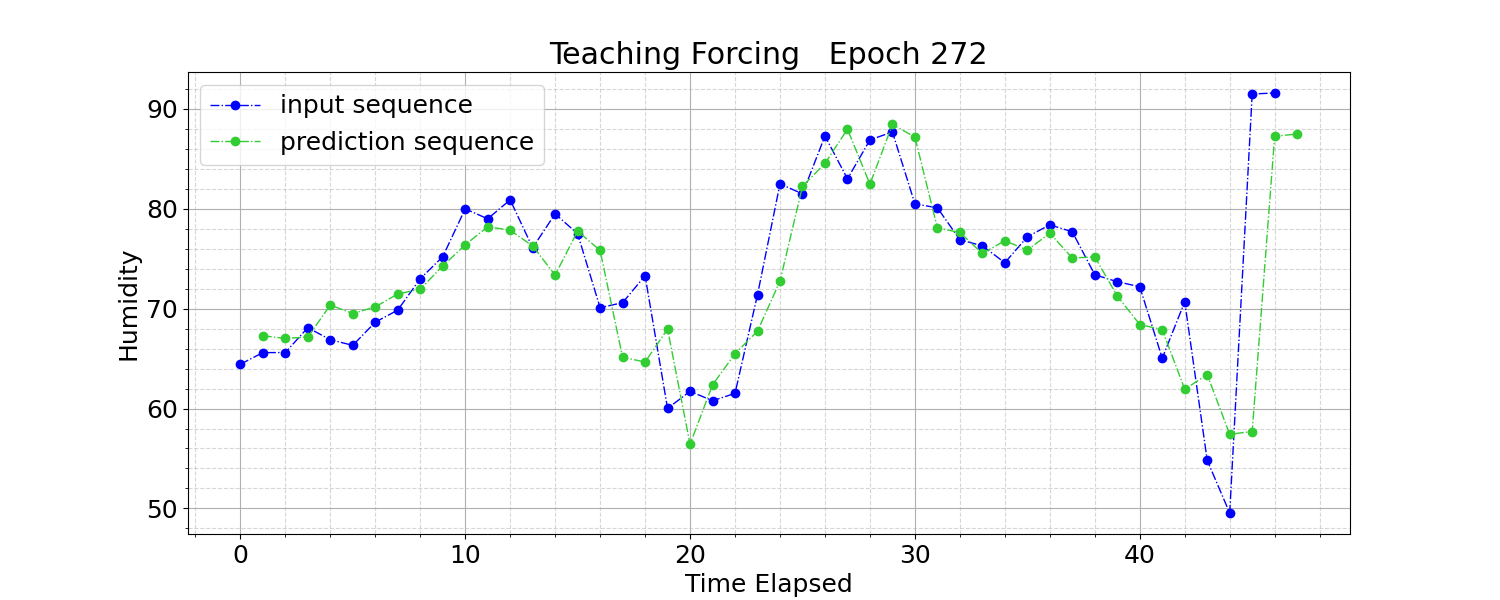 Teaching Forcing   Epoch 272
input sequence
prediction sequence
Humidity
90
80
70
60
50
0 10 20 30 40
Time Elapsed